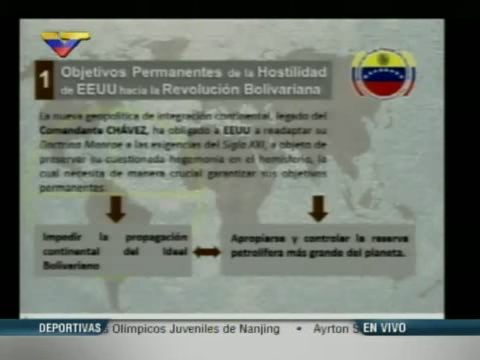 1 Objetivos Permanentes de la Hostilidad
de EEUU hacia la Revolución Bolivariana
La nueva geopolítica de integración continental, legado del
Comandante CHÁVEZ, ha obligado a EEUU a readaptar su
Doctrina Monroe a las exigencias del Siglo XXI, a objeto de
preservar su cuestionada hegemonía en el hemisferio, la
cual necesita de manera crucial garantizar sus objetivos
permanentes:
Impedir la propagación
continental del Ideal
Bolivariano
Apropiarse y controlar la reserva
petrolífera más grande del planeta.
DEPORTIVAS Olímpicos Juveniles de Nanjing • Ayrton S EN VIVO